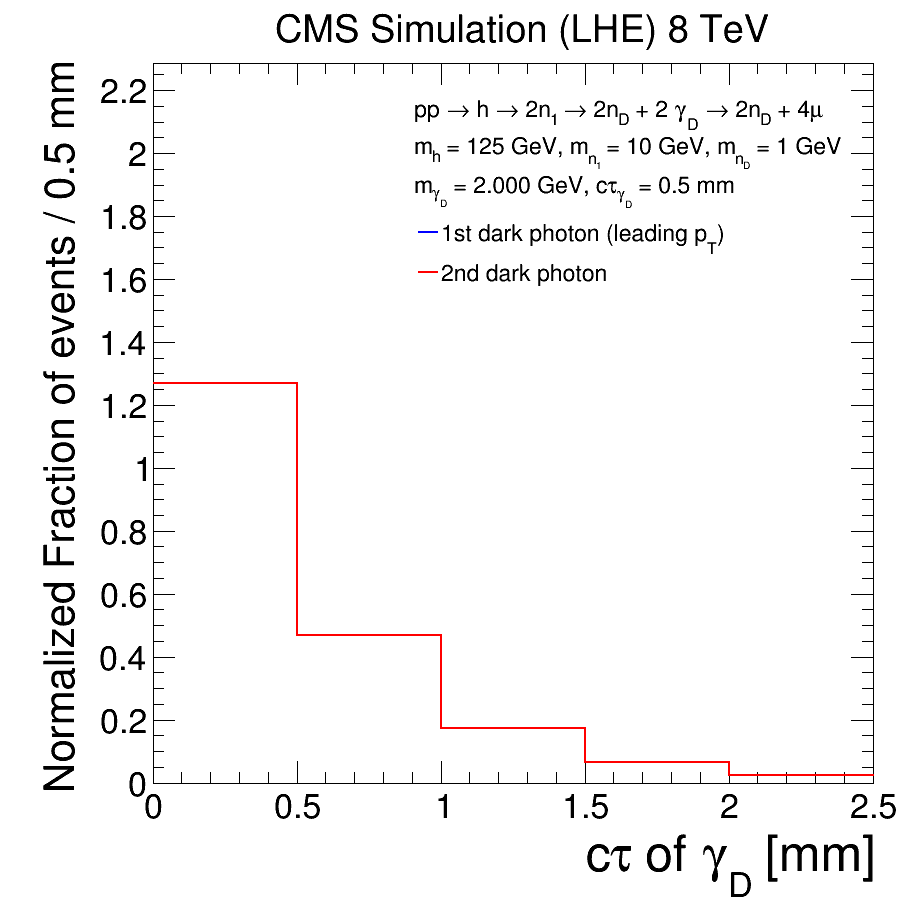 CMS Simulation (LHE) 8 TeV
Normalized Fraction of events / 0.5 mm
2.2
2
1.8
1.6
1.4
1.2
1
0.8
0.6
0.4
0.2
0
pp → h → 2n1 → 2nD + 2 γD → 2nD + 4μ
mh = 125 GeV, mn1 = 10 GeV, mnD = 1 GeV
mγD = 2.000 GeV, cτγD = 0.5 mm
1st dark photon (leading pT)
2nd dark photon
0 0.5 1 1.5 2 2.5
cτ of γD [mm]